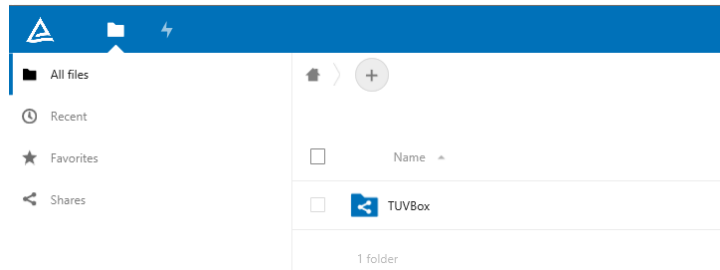 All files
Recent
Favorites
Shares
+
Name
TUVBox
1 folder